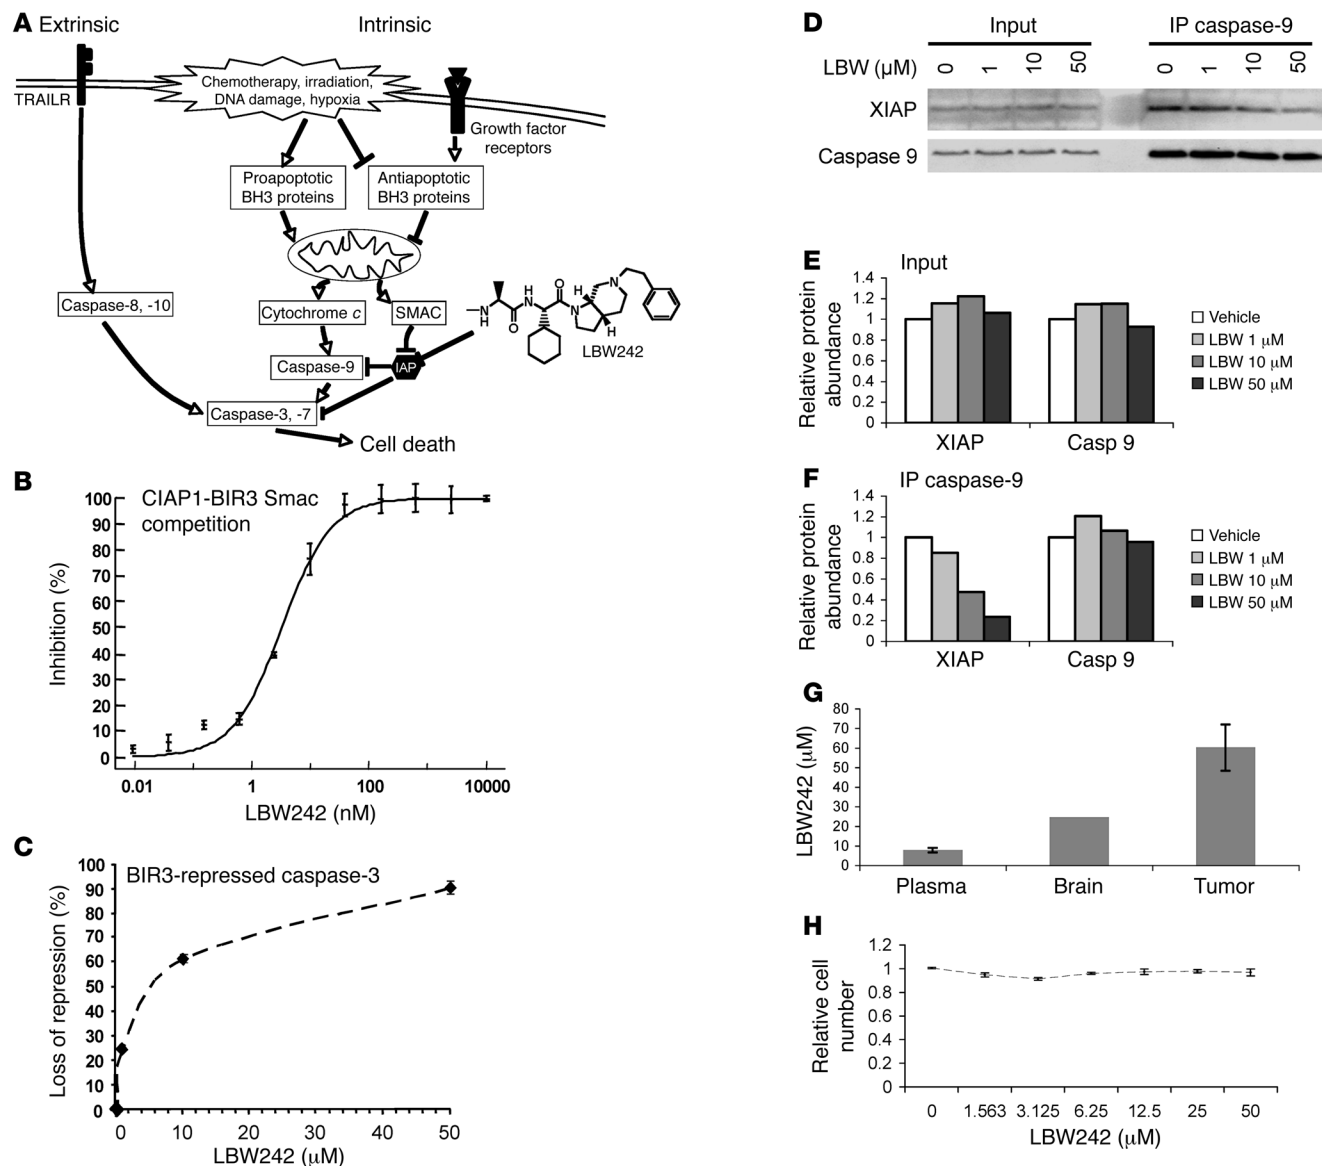 A Extrinsic
Intrinsic
TRAILR
Chemotherapy, irradiation,
DNA damage, hypoxia
Growth factor
receptors
Proapoptotic
BH3 proteins
Antiapoptotic
BH3 proteins
Caspase-8, -10
Cytochrome c
SMAC
N
H
O
H
N
O
N
H
H
N
LBW242
Caspase-9
IAP
Caspase-3, -7
Cell death
B
CIAP1-BIR3 Smac
competition
Inhibition (%)
100
90
80
70
60
50
40
30
20
10
0
0.01 1 100 10000
LBW242 (nM)
C
BIR3-repressed caspase-3
Loss of repression (%)
100
90
80
70
60
50
40
30
20
10
0
0 10 20 30 40 50
LBW242 (μM)
D
Input IP caspase-9
LBW (μM) 0 1 10 50 0 1 10 50
XIAP
Caspase 9
E
Input
Relative protein
abundance
1.4
1.2
1
0.8
0.6
0.4
0.2
0
XIAP Casp 9
Vehicle
LBW 1 μM
LBW 10 μM
LBW 50 μM
F
IP caspase-9
Relative protein
abundance
1.4
1.2
1
0.8
0.6
0.4
0.2
0
XIAP Casp 9
Vehicle
LBW 1 μM
LBW 10 μM
LBW 50 μM
G
LBW242 (μM)
80
70
60
50
40
30
20
10
0
Plasma Brain Tumor
H
Relative cell
number
1.2
1
0.8
0.6
0.4
0.2
0
0 1.563 3.125 6.25 12.5 25 50
LBW242 (μM)